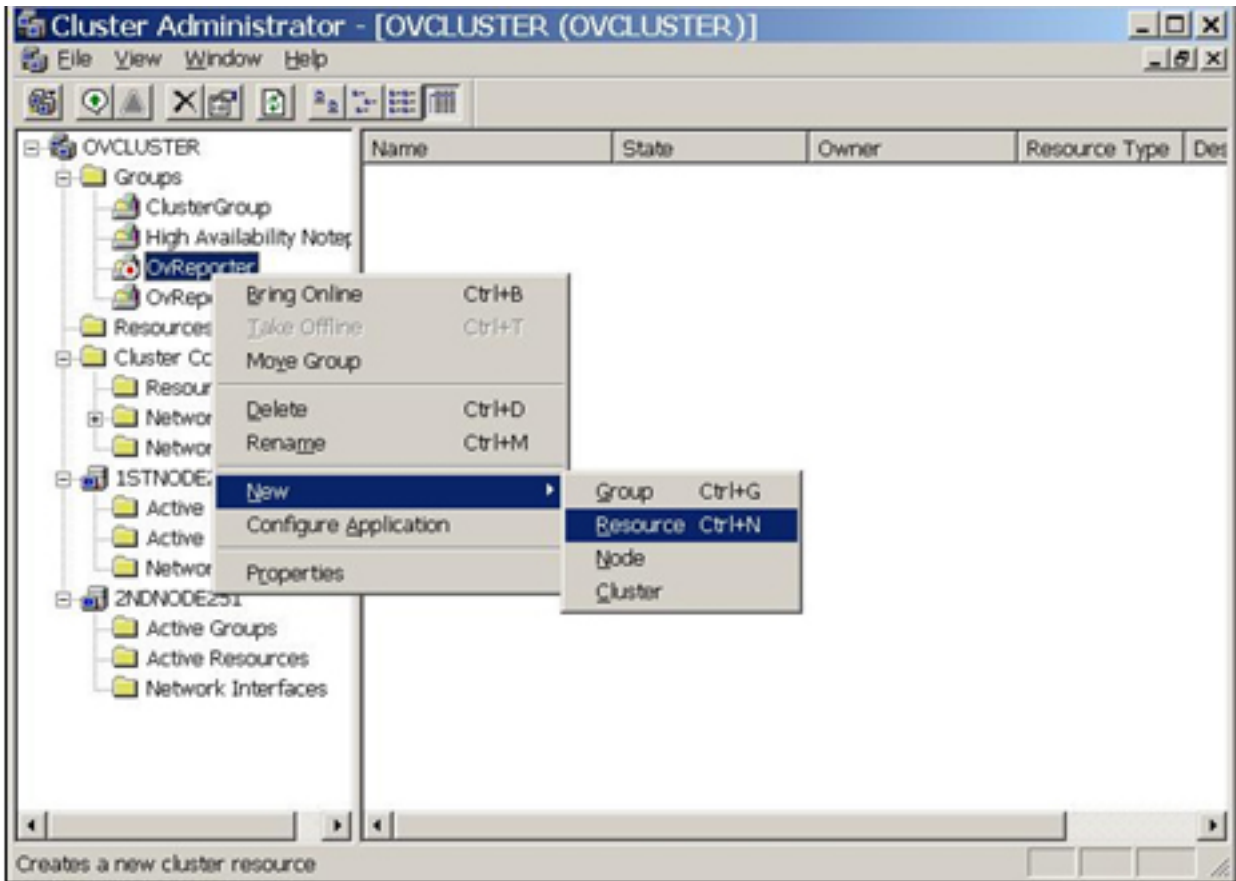 Cluster Administrator - [OVCLUSTER (OVCLUSTER)]
File View Window Help
OVCLUSTER
Name State Owner Resource Type Des
Groups
ClusterGroup
High Availability Notep
OvReporter
OvRep
Bring Online Ctrl+B
Resources
Take Offline Ctrl+T
Cluster Co
Move Group
Resour
Networ
Delete Ctrl+D
Networ
Rename Ctrl+M
1STNODE2
New
Group Ctrl+G
Active
Configure Application
Resource Ctrl+N
Active
Node
Networ
Properties
Cluster
2NDNODE251
Active Groups
Active Resources
Network Interfaces
Creates a new cluster resource